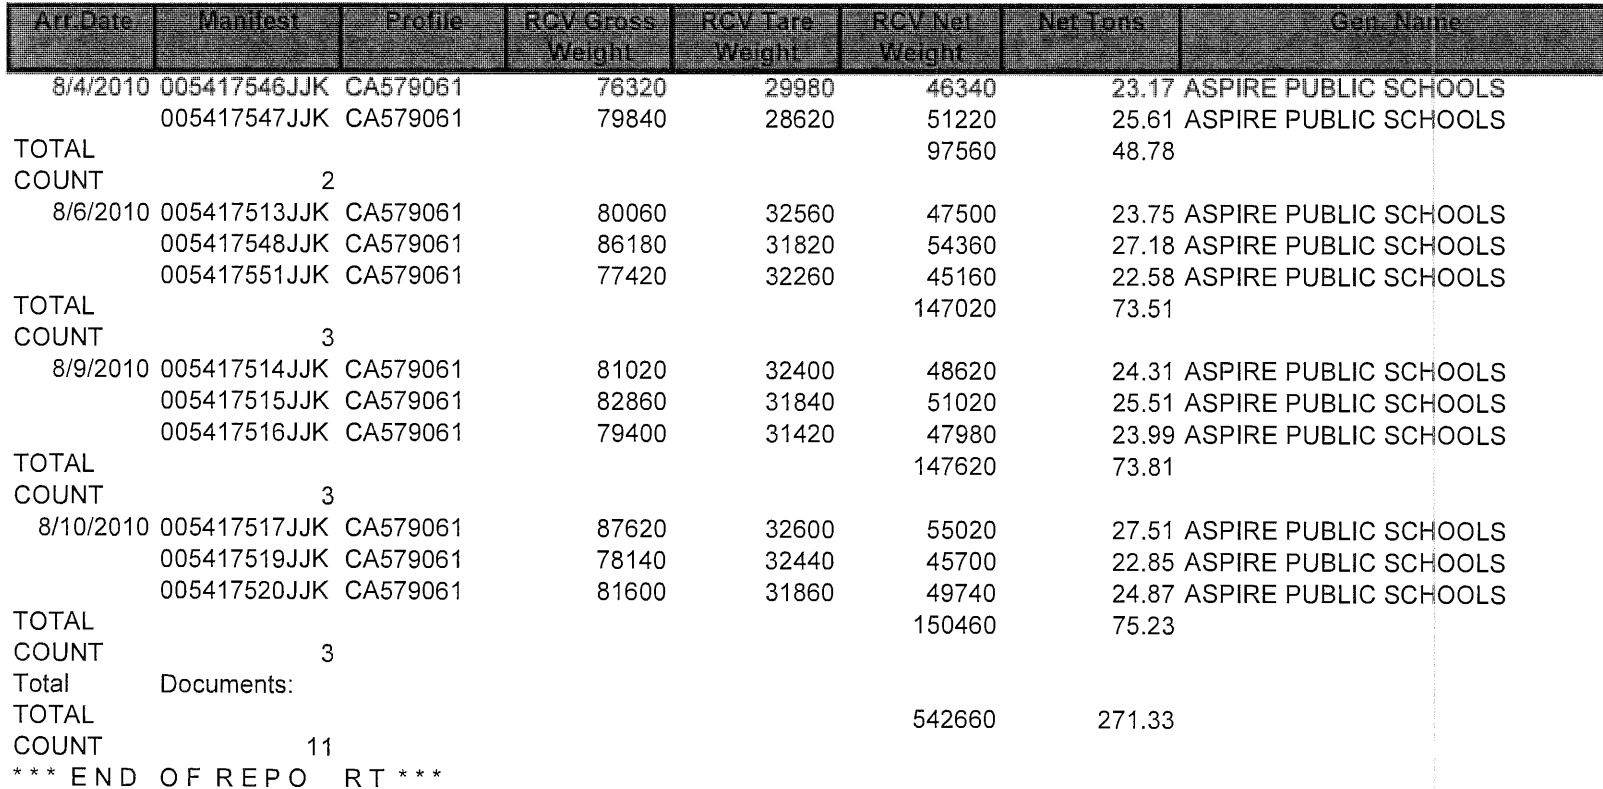 Arr.Date Manifest Profile RCV Gross Weight RCV Tare Weight RCV Net Weight Net Tons Gen. Name
8/4/2010 005417546JJK CA579061 76320 29980 46340 23.17 ASPIRE PUBLIC SCHOOLS
005417547JJK CA579061 79840 28620 51220 25.61 ASPIRE PUBLIC SCHOOLS
TOTAL 97560 48.78
COUNT 2
8/6/2010 005417513JJK CA579061 80060 32560 47500 23.75 ASPIRE PUBLIC SCHOOLS
005417548JJK CA579061 86180 31820 54360 27.18 ASPIRE PUBLIC SCHOOLS
005417551JJK CA579061 77420 32260 45160 22.58 ASPIRE PUBLIC SCHOOLS
TOTAL 147020 73.51
COUNT 3
8/9/2010 005417514JJK CA579061 81020 32400 48620 24.31 ASPIRE PUBLIC SCHOOLS
005417515JJK CA579061 82860 31840 51020 25.51 ASPIRE PUBLIC SCHOOLS
005417516JJK CA579061 79400 31420 47980 23.99 ASPIRE PUBLIC SCHOOLS
TOTAL 147620 73.81
COUNT 3
8/10/2010 005417517JJK CA579061 87620 32600 55020 27.51 ASPIRE PUBLIC SCHOOLS
005417519JJK CA579061 78140 32440 45700 22.85 ASPIRE PUBLIC SCHOOLS
005417520JJK CA579061 81600 31860 49740 24.87 ASPIRE PUBLIC SCHOOLS
TOTAL 150460 75.23
COUNT 3
Total Documents:
TOTAL 542660 271.33
COUNT 11
* * * E N D O F R E P O R T * * *